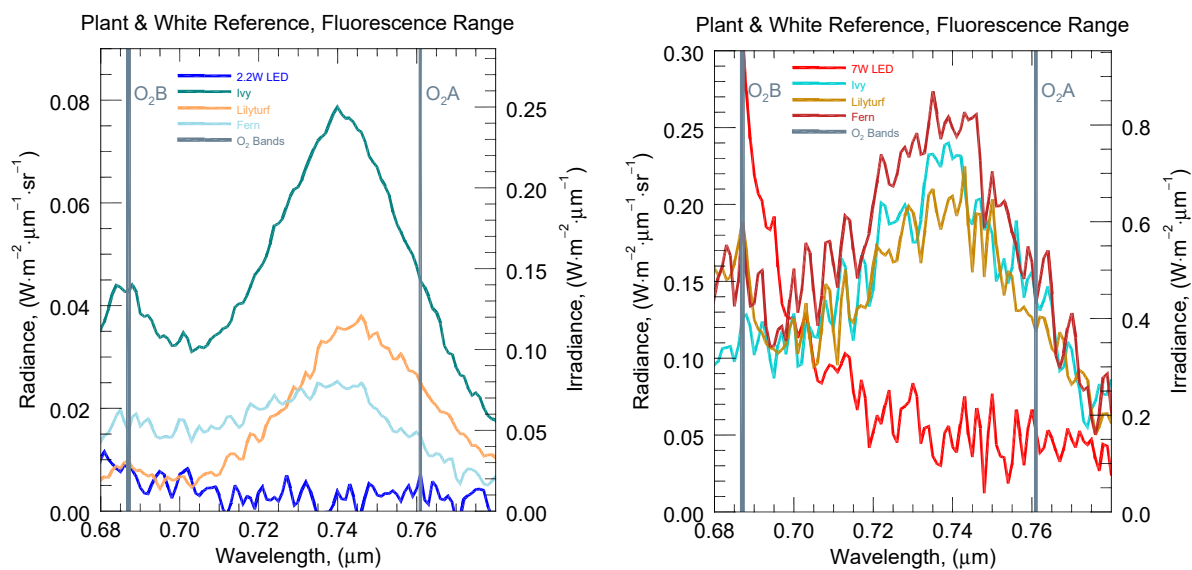 Plant & White Reference, Fluorescence Range
2.2W LED
Ivy
Lilyturf
Fern
O₂ Bands
O₂B
O₂A
0.08
0.06
0.04
0.02
0.00
Radiance, (W·m⁻²·μm⁻¹·sr⁻¹)
0.25
0.20
0.15
0.10
0.05
0.00
Irradiance, (W·m⁻²·μm⁻¹)
0.68 0.70 0.72 0.74 0.76
Wavelength, (μm)
Plant & White Reference, Fluorescence Range
7W LED
Ivy
Lilyturf
Fern
O₂ Bands
O₂B
O₂A
0.30
0.25
0.20
0.15
0.10
0.05
0.00
Radiance, (W·m⁻²·μm⁻¹·sr⁻¹)
0.8
0.6
0.4
0.2
0.0
Irradiance, (W·m⁻²·μm⁻¹)
0.68 0.70 0.72 0.74 0.76
Wavelength, (μm)